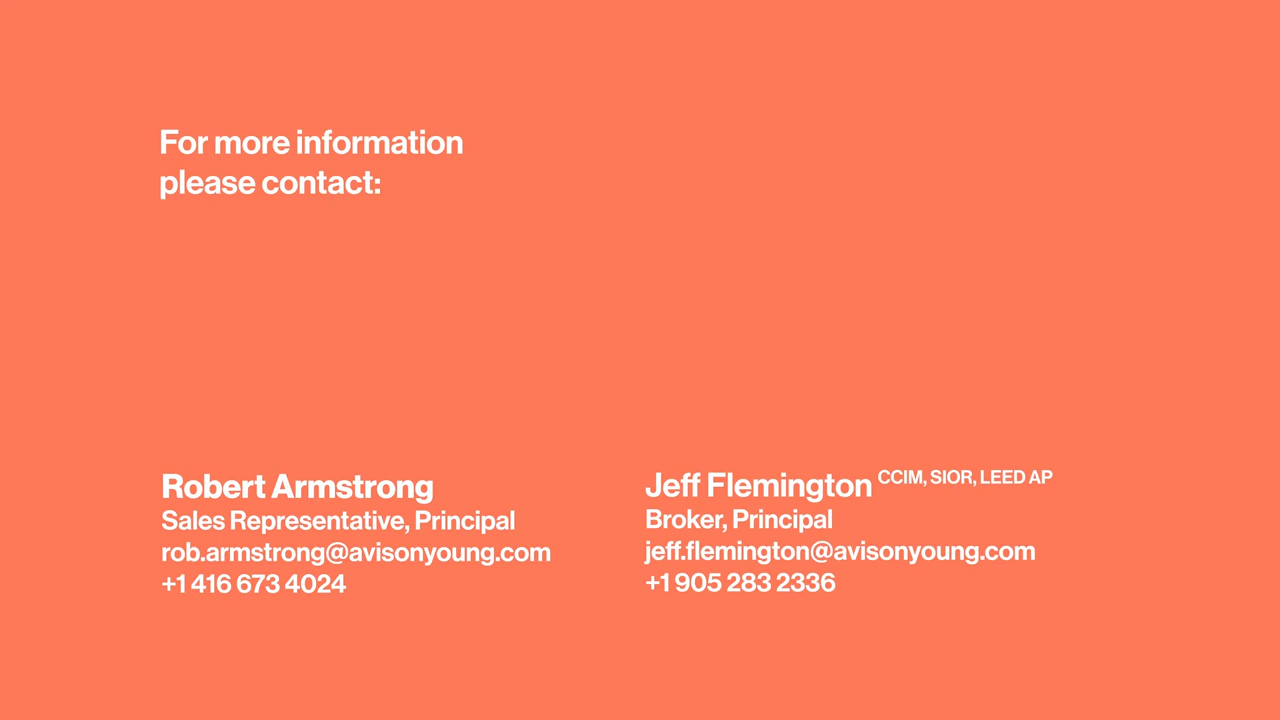 For more information
please contact:
Robert Armstrong
Sales Representative, Principal
rob.armstrong@avisonyoung.com
+1 416 673 4024
Jeff Flemington CCIM, SIOR, LEED AP
Broker, Principal
jeff.flemington@avisonyoung.com
+1 905 283 2336